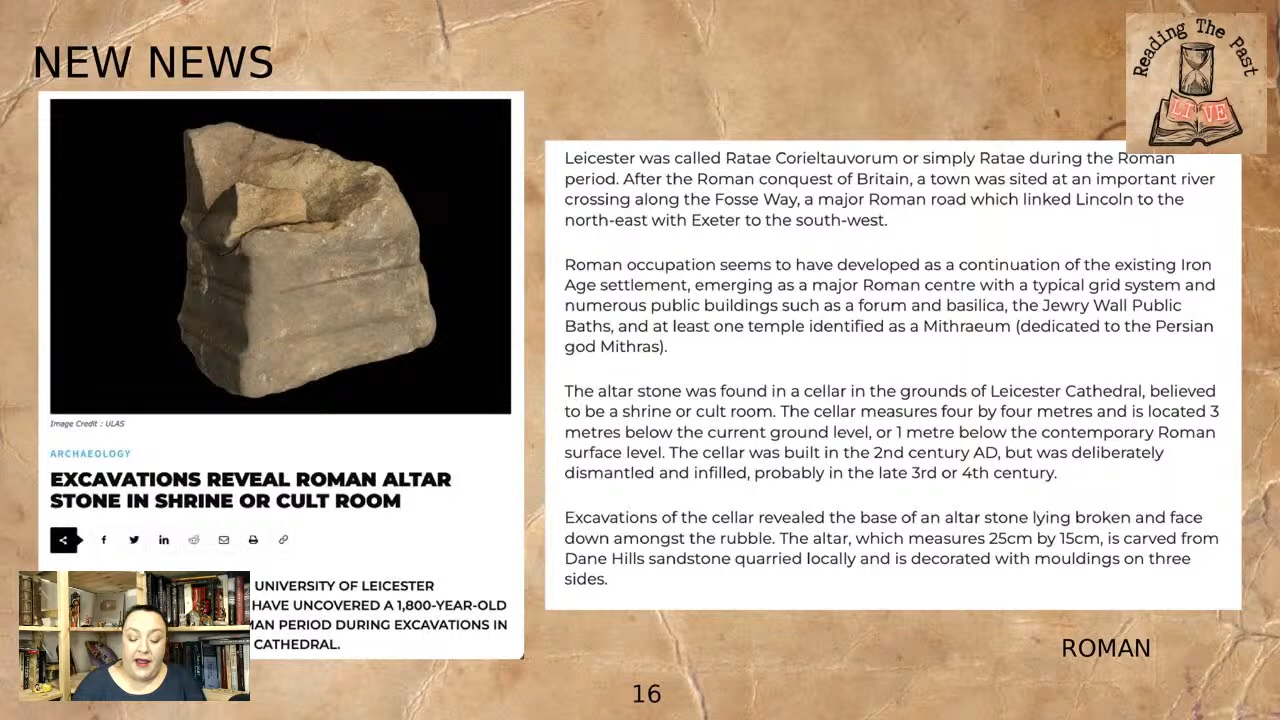 NEW NEWS
Reading The Past
LIVE
Image Credit : ULAS
ARCHAEOLOGY
EXCAVATIONS REVEAL ROMAN ALTAR
STONE IN SHRINE OR CULT ROOM
UNIVERSITY OF LEICESTER
HAVE UNCOVERED A 1,800-YEAR-OLD
PERIOD DURING EXCAVATIONS IN
CATHEDRAL.
Leicester was called Ratae Corieltauvorum or simply Ratae during the Roman
period. After the Roman conquest of Britain, a town was sited at an important river
crossing along the Fosse Way, a major Roman road which linked Lincoln to the
north-east with Exeter to the south-west.
Roman occupation seems to have developed as a continuation of the existing Iron
Age settlement, emerging as a major Roman centre with a typical grid system and
numerous public buildings such as a forum and basilica, the Jewry Wall Public
Baths, and at least one temple identified as a Mithraeum (dedicated to the Persian
god Mithras).
The altar stone was found in a cellar in the grounds of Leicester Cathedral, believed
to be a shrine or cult room. The cellar measures four by four metres and is located 3
metres below the current ground level, or 1 metre below the contemporary Roman
surface level. The cellar was built in the 2nd century AD, but was deliberately
dismantled and infilled, probably in the late 3rd or 4th century.
Excavations of the cellar revealed the base of an altar stone lying broken and face
down amongst the rubble. The altar, which measures 25cm by 15cm, is carved from
Dane Hills sandstone quarried locally and is decorated with mouldings on three
sides.
ROMAN
16